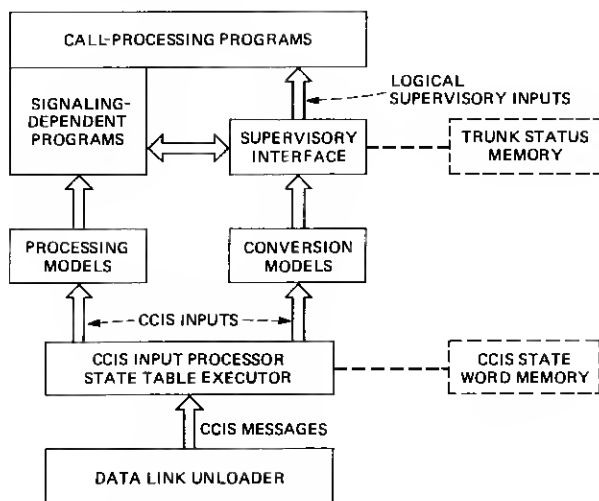 CALL-PROCESSING PROGRAMS
SIGNALING-
DEPENDENT
PROGRAMS
LOGICAL
SUPERVISORY INPUTS
SUPERVISORY
INTERFACE
TRUNK STATUS
MEMORY
PROCESSING
MODELS
CONVERSION
MODELS
CCIS INPUTS
CCIS INPUT PROCESSOR
STATE TABLE EXECUTOR
CCIS STATE
WORD MEMORY
CCIS MESSAGES
DATA LINK UNLOADER